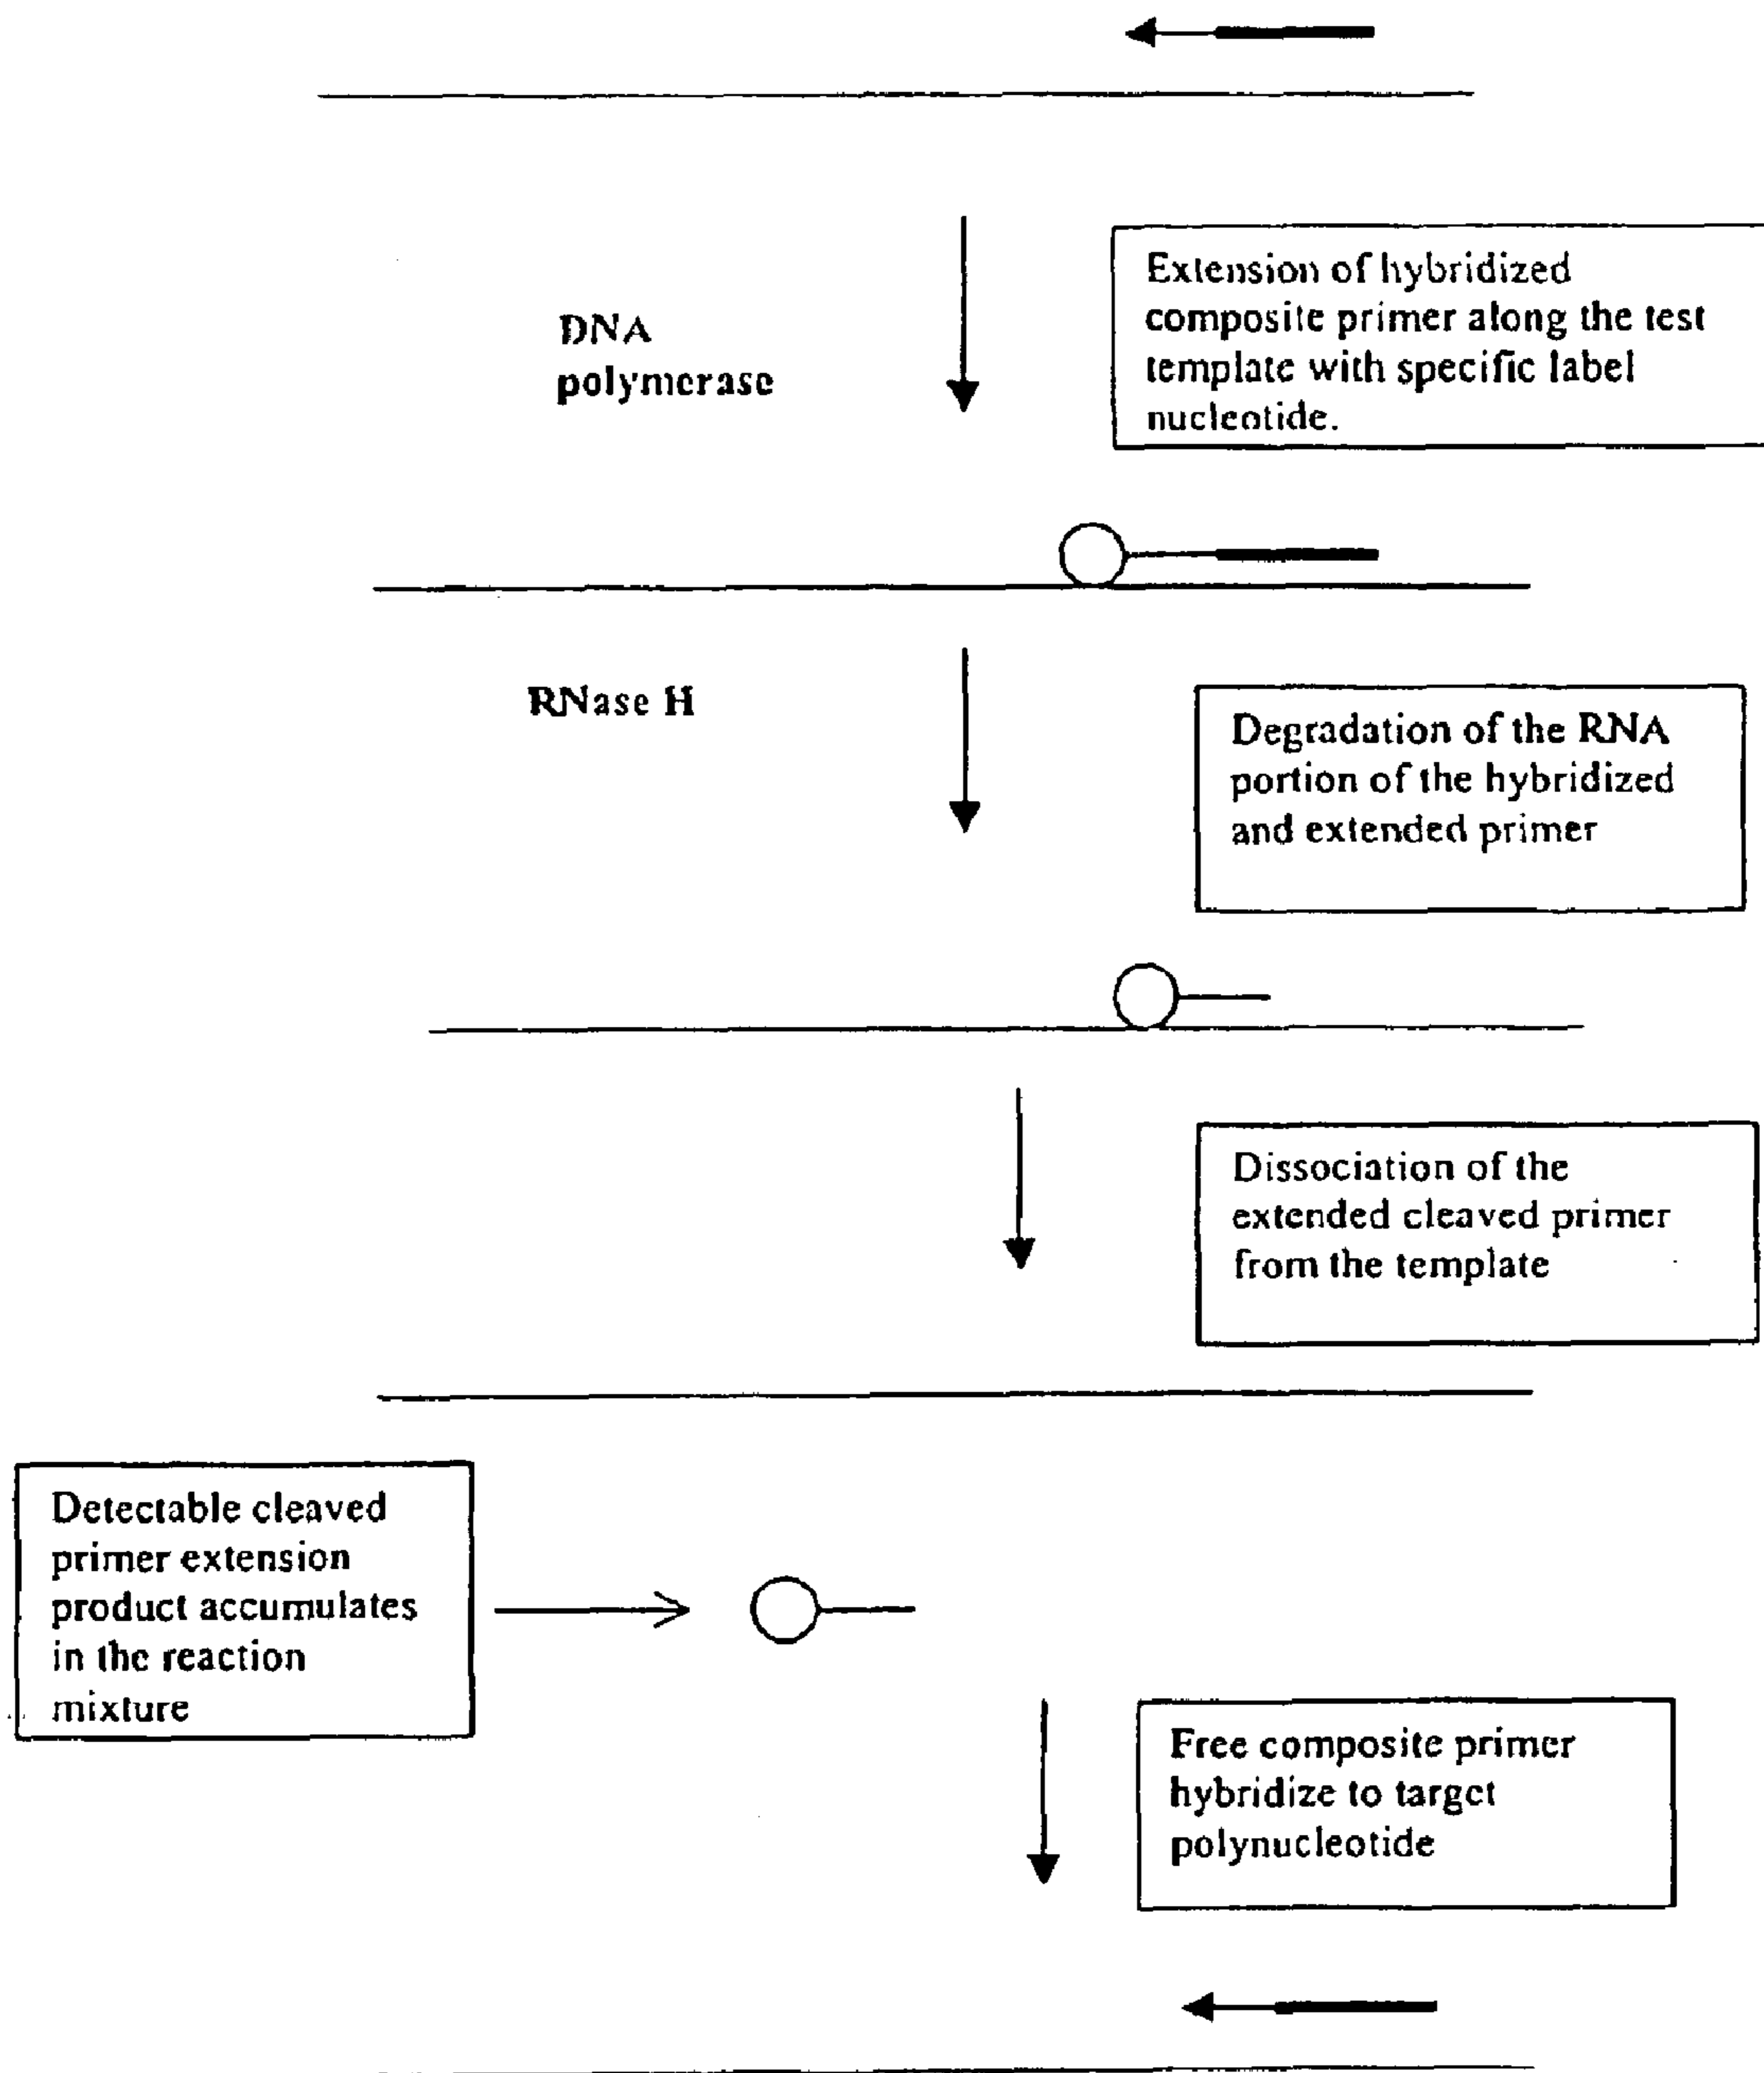 DNA
polymerase
Extension of hybridized
composite primer along the test
template with specific label
nucleotide.
RNase H
Degradation of the RNA
portion of the hybridized
and extended primer
Dissociation of the
extended cleaved primer
from the template
Detectable cleaved
primer extension
product accumulates
in the reaction
mixture
Free composite primer
hybridize to target
polynucleotide